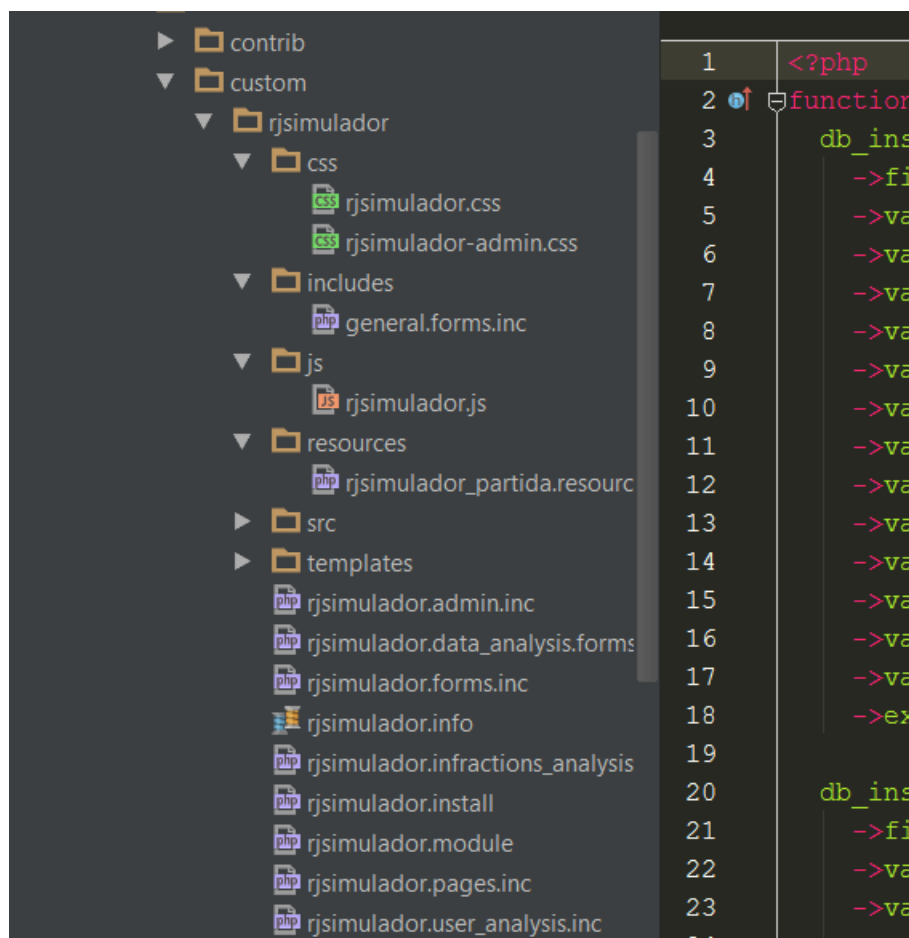 contrib
custom
rjsimulador
css
rjsimulador.css
rjsimulador-admin.css
includes
general.forms.inc
js
rjsimulador.js
resources
rjsimulador_partida.resourc
src
templates
rjsimulador.admin.inc
rjsimulador.data_analysis.forms
rjsimulador.forms.inc
rjsimulador.info
rjsimulador.infractions_analysis
rjsimulador.install
rjsimulador.module
rjsimulador.pages.inc
rjsimulador.user_analysis.inc
1 <?php
2 function
3 db_ins
4 ->fi
5 ->va
6 ->va
7 ->va
8 ->va
9 ->va
10 ->va
11 ->va
12 ->va
13 ->va
14 ->va
15 ->va
16 ->va
17 ->va
18 ->ex
19
20 db_ins
21 ->fi
22 ->va
23 ->va